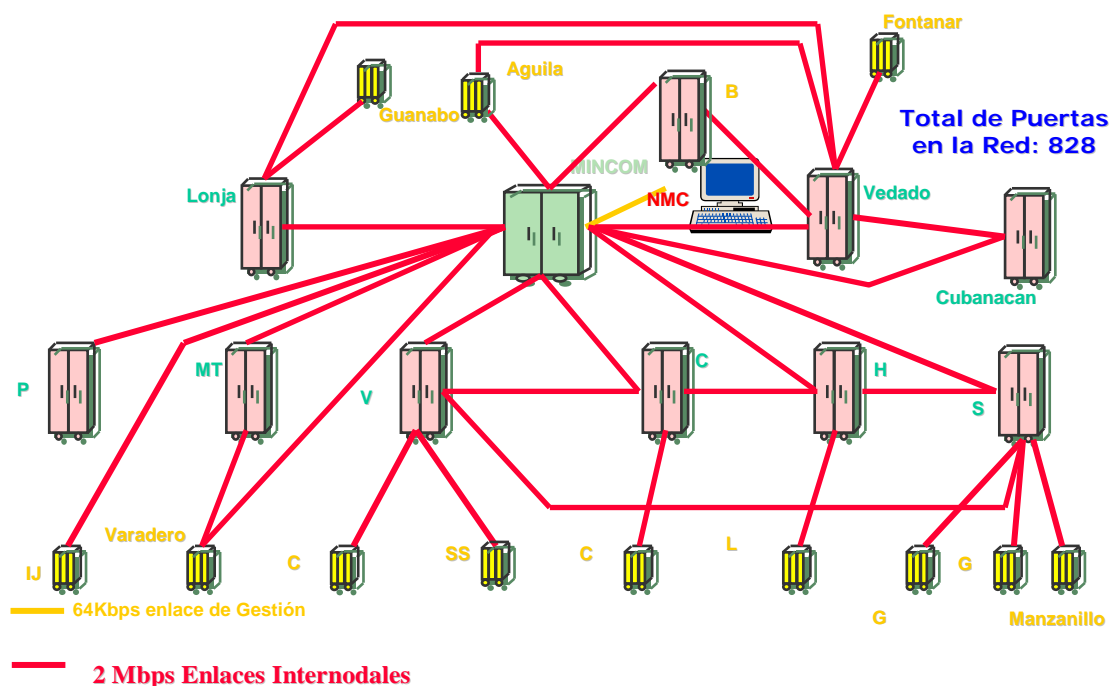 Fontanar
Aguila
B
Guanabo
Total de Puertas
en la Red: 828
MINCOM
Lonja
NMC
Vedado
Cubanacan
P
MT
V
C
H
S
Varadero
IJ
C
SS
C
L
G
G
Manzanillo
64Kbps enlace de Gestión
2 Mbps Enlaces Internodales